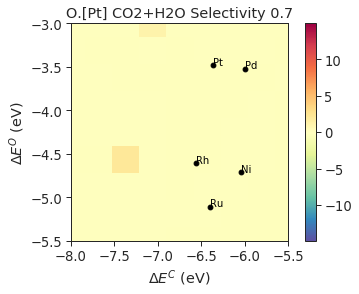 O.[Pt] CO2+H2O Selectivity 0.7
ΔE^O (eV)
−3.0
−3.5
−4.0
−4.5
−5.0
−5.5
Pt
Pd
Rh
Ni
Ru
−8.0 −7.5 −7.0 −6.5 −6.0 −5.5
ΔE^C (eV)
10
5
0
−5
−10